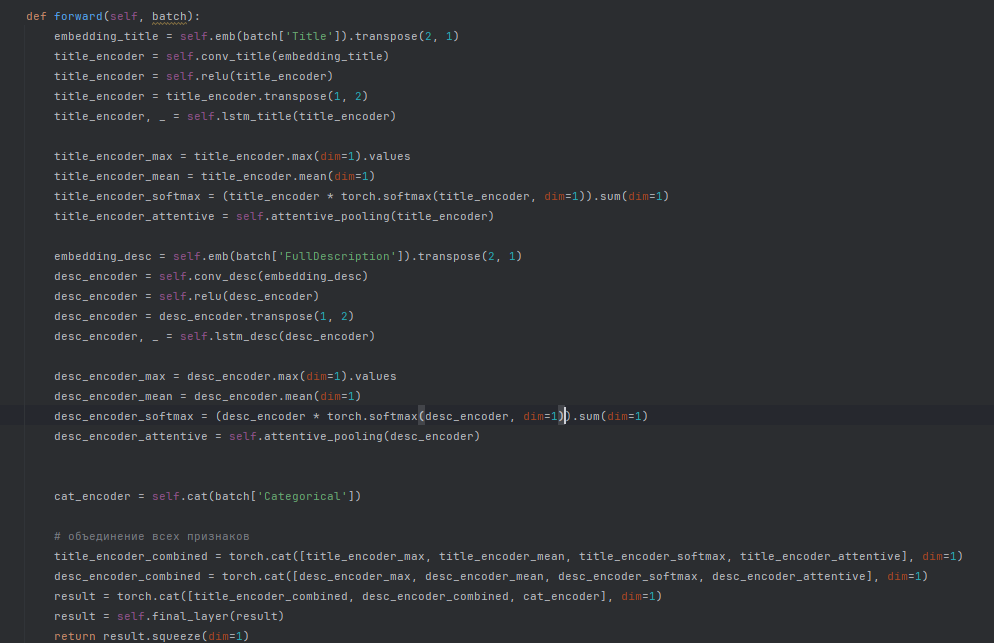 def forward(self, batch):
embedding_title = self.emb(batch['Title']).transpose(2, 1)
title_encoder = self.conv_title(embedding_title)
title_encoder = self.relu(title_encoder)
title_encoder = title_encoder.transpose(1, 2)
title_encoder, _ = self.lstm_title(title_encoder)
title_encoder_max = title_encoder.max(dim=1).values
title_encoder_mean = title_encoder.mean(dim=1)
title_encoder_softmax = (title_encoder * torch.softmax(title_encoder, dim=1)).sum(dim=1)
title_encoder_attentive = self.attentive_pooling(title_encoder)
embedding_desc = self.emb(batch['FullDescription']).transpose(2, 1)
desc_encoder = self.conv_desc(embedding_desc)
desc_encoder = self.relu(desc_encoder)
desc_encoder = desc_encoder.transpose(1, 2)
desc_encoder, _ = self.lstm_desc(desc_encoder)
desc_encoder_max = desc_encoder.max(dim=1).values
desc_encoder_mean = desc_encoder.mean(dim=1)
desc_encoder_softmax = (desc_encoder * torch.softmax(desc_encoder, dim=1)).sum(dim=1)
desc_encoder_attentive = self.attentive_pooling(desc_encoder)
cat_encoder = self.cat(batch['Categorical'])
# объединение всех признаков
title_encoder_combined = torch.cat([title_encoder_max, title_encoder_mean, title_encoder_softmax, title_encoder_attentive], dim=1)
desc_encoder_combined = torch.cat([desc_encoder_max, desc_encoder_mean, desc_encoder_softmax, desc_encoder_attentive], dim=1)
result = torch.cat([title_encoder_combined, desc_encoder_combined, cat_encoder], dim=1)
result = self.final_layer(result)
return result.squeeze(dim=1)